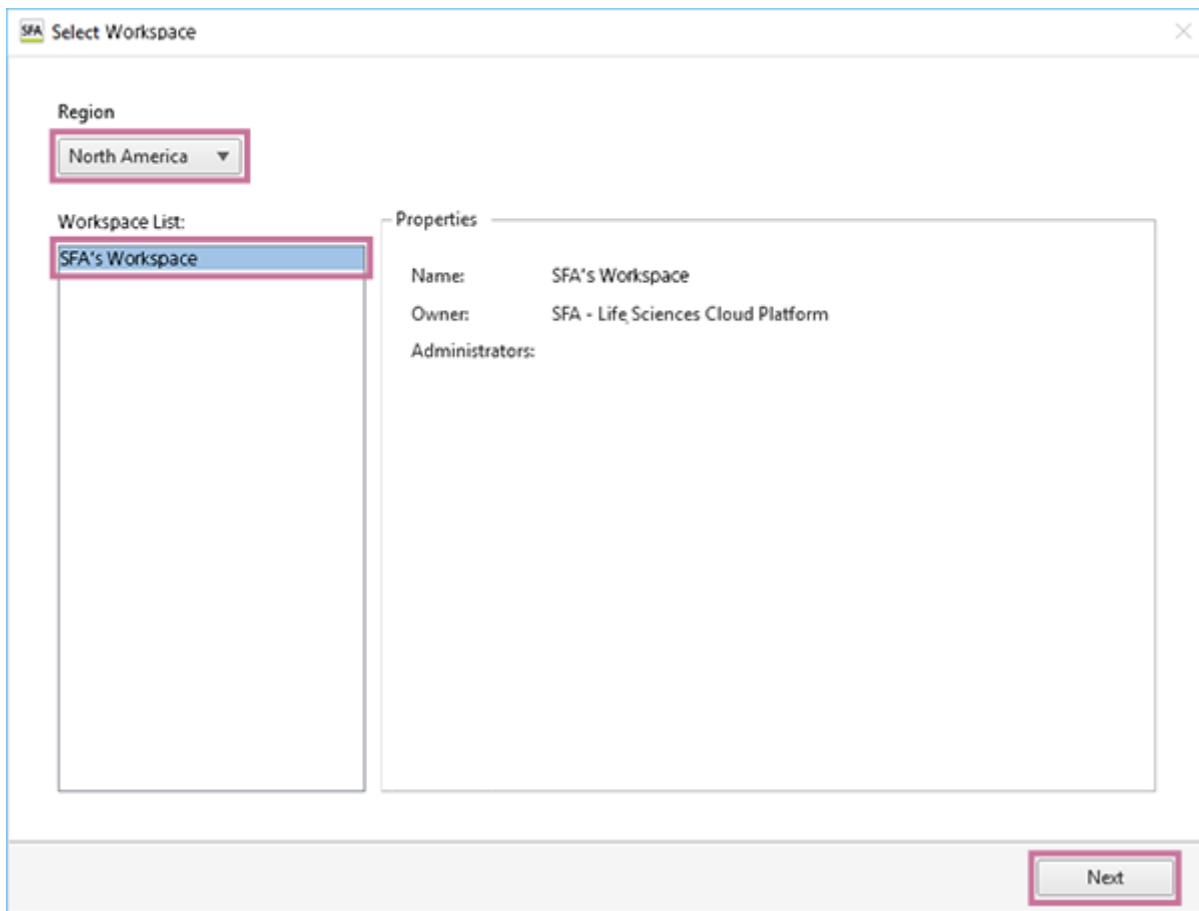 SFA Select Workspace
Region
North America
Workspace List:
SFA's Workspace
Properties
Name: SFA's Workspace
Owner: SFA - Life Sciences Cloud Platform
Administrators:
Next